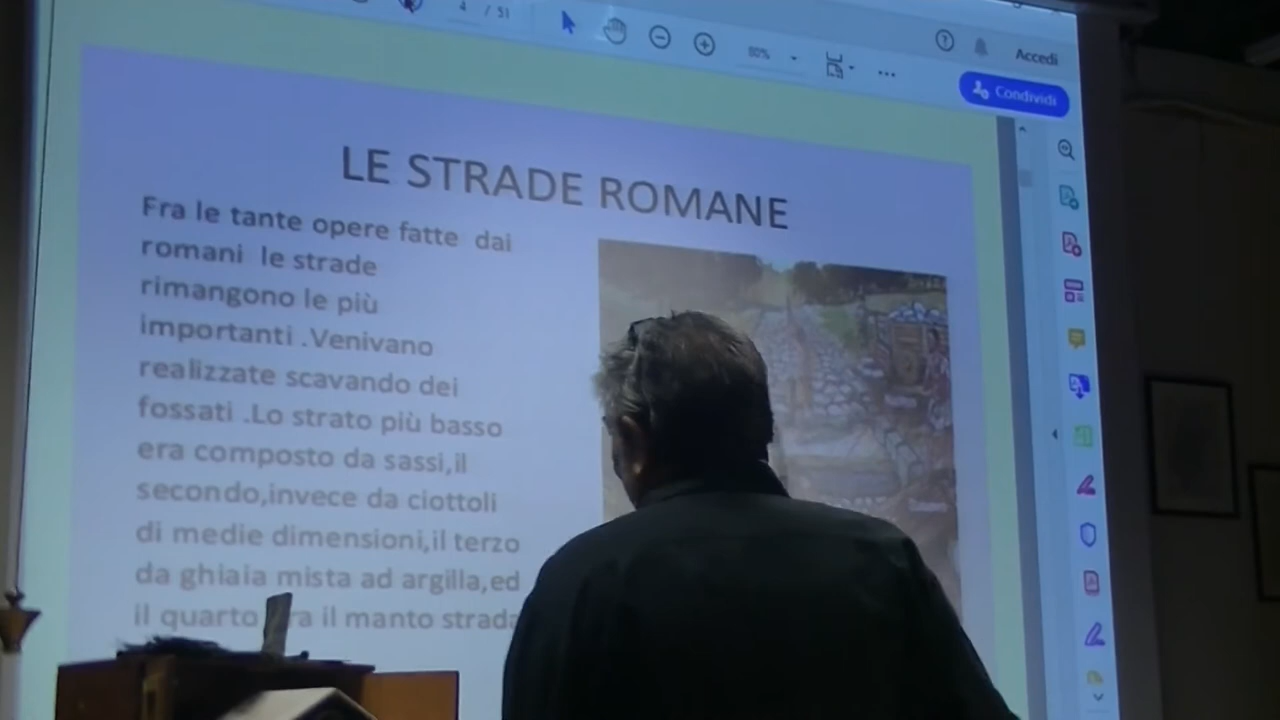 4 / 51
80%
Accedi
Condividi
LE STRADE ROMANE
Fra le tante opere fatte dai
romani le strade
rimangono le più
importanti .Venivano
realizzate scavando dei
fossati .Lo strato più basso
era composto da sassi,il
secondo,invece da ciottoli
di medie dimensioni,il terzo
da ghiaia mista ad argilla,ed
il quarto il manto